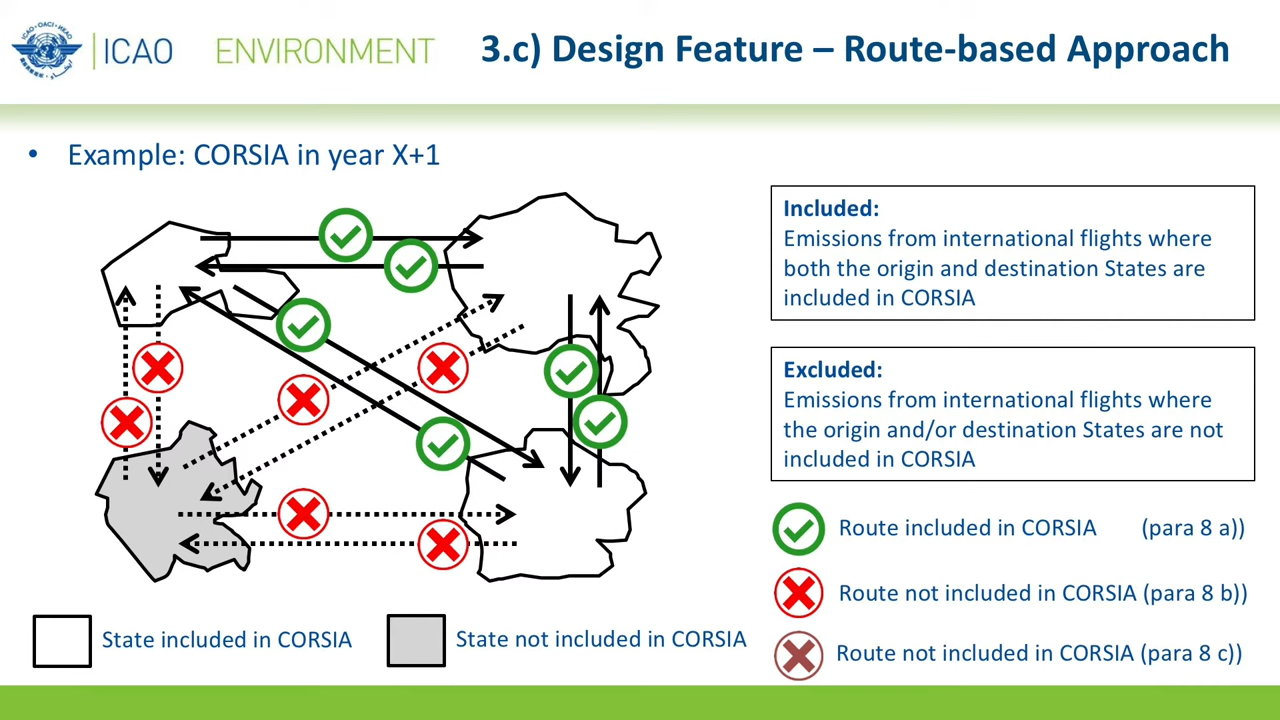 ICAO
ENVIRONMENT
3.c) Design Feature – Route-based Approach
• Example: CORSIA in year X+1
Included:
Emissions from international flights where
both the origin and destination States are
included in CORSIA
Excluded:
Emissions from international flights where
the origin and/or destination States are not
included in CORSIA
Route included in CORSIA (para 8 a))
Route not included in CORSIA (para 8 b))
Route not included in CORSIA (para 8 c))
State included in CORSIA
State not included in CORSIA